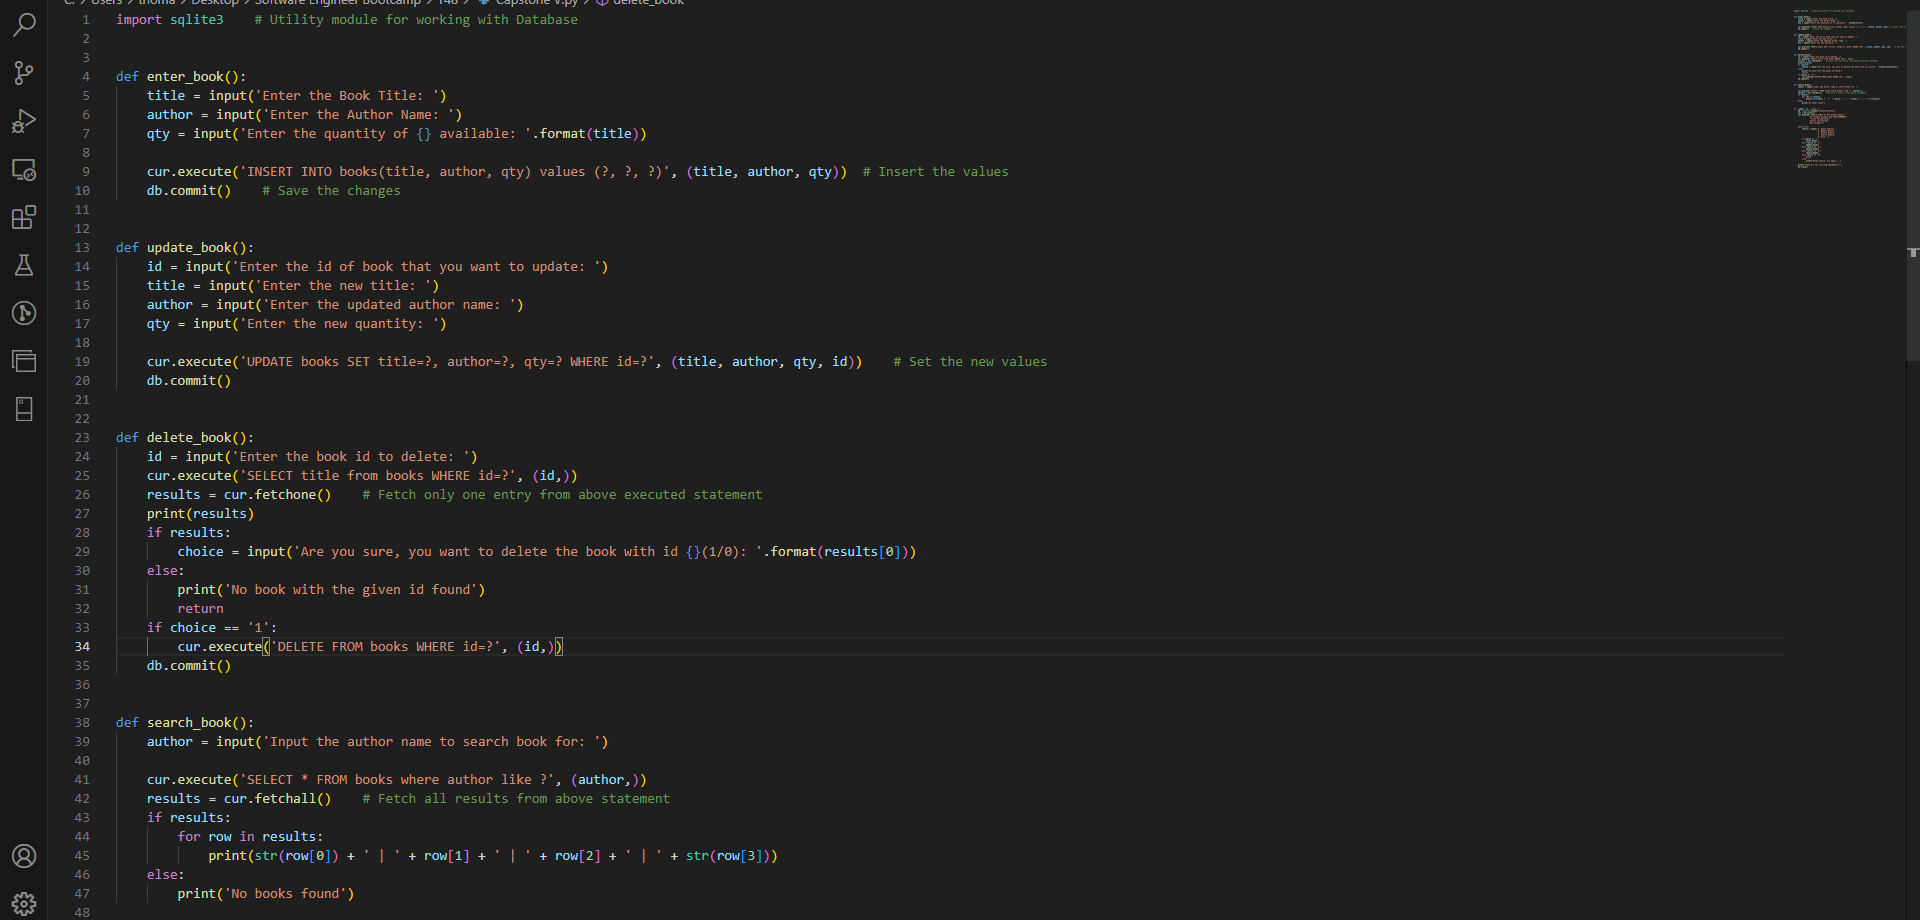 C: > Users > thoma > Desktop > Software Engineer Bootcamp > T48 > Capstone V.py > delete_book
1 import sqlite3    # Utility module for working with Database
2
3
4 def enter_book():
5     title = input('Enter the Book Title: ')
6     author = input('Enter the Author Name: ')
7     qty = input('Enter the quantity of {} available: '.format(title))
8
9     cur.execute('INSERT INTO books(title, author, qty) values (?, ?, ?)', (title, author, qty))  # Insert the values
10     db.commit()    # Save the changes
11
12
13 def update_book():
14     id = input('Enter the id of book that you want to update: ')
15     title = input('Enter the new title: ')
16     author = input('Enter the updated author name: ')
17     qty = input('Enter the new quantity: ')
18
19     cur.execute('UPDATE books SET title=?, author=?, qty=? WHERE id=?', (title, author, qty, id))    # Set the new values
20     db.commit()
21
22
23 def delete_book():
24     id = input('Enter the book id to delete: ')
25     cur.execute('SELECT title from books WHERE id=?', (id,))
26     results = cur.fetchone()    # Fetch only one entry from above executed statement
27     print(results)
28     if results:
29         choice = input('Are you sure, you want to delete the book with id {}(1/0): '.format(results[0]))
30     else:
31         print('No book with the given id found')
32         return
33     if choice == '1':
34         cur.execute('DELETE FROM books WHERE id=?', (id,))
35     db.commit()
36
37
38 def search_book():
39     author = input('Input the author name to search book for: ')
40
41     cur.execute('SELECT * FROM books where author like ?', (author,))
42     results = cur.fetchall()    # Fetch all results from above statement
43     if results:
44         for row in results:
45             print(str(row[0]) + ' | ' + row[1] + ' | ' + row[2] + ' | ' + str(row[3]))
46     else:
47         print('No books found')
48